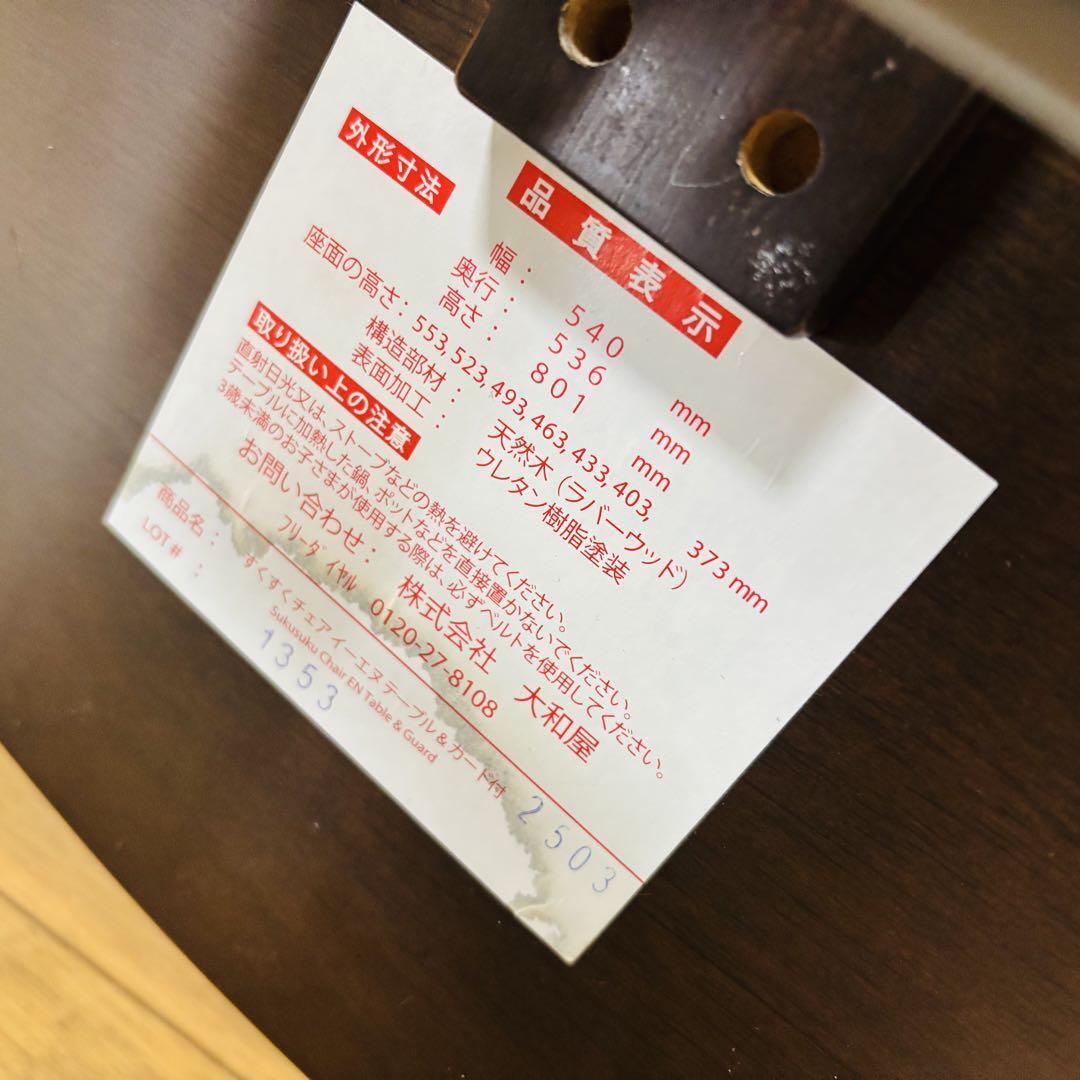 品質表示
外形寸法
幅： 540 mm
奥行： 536 mm
高さ： 801 mm
座面の高さ： 553, 523, 493, 463, 433, 403, 373 mm
構造部材： 天然木（ラバーウッド）
表面加工： ウレタン樹脂塗装
取り扱い上の注意
直射日光又は、ストーブなどの熱を避けてください。
テーブルに加熱した鍋、ポットなどを直接置かないでください。
3歳未満のお子さまが使用する際は、必ずベルトを使用してください。
お問い合わせ： 株式会社 大和屋
フリーダイヤル 0120-27-8108
商品名： すくすくチェア イーエヌ テーブル&ガード付
Sukusuku Chair EN Table & Guard
LOT #： 1353 2503